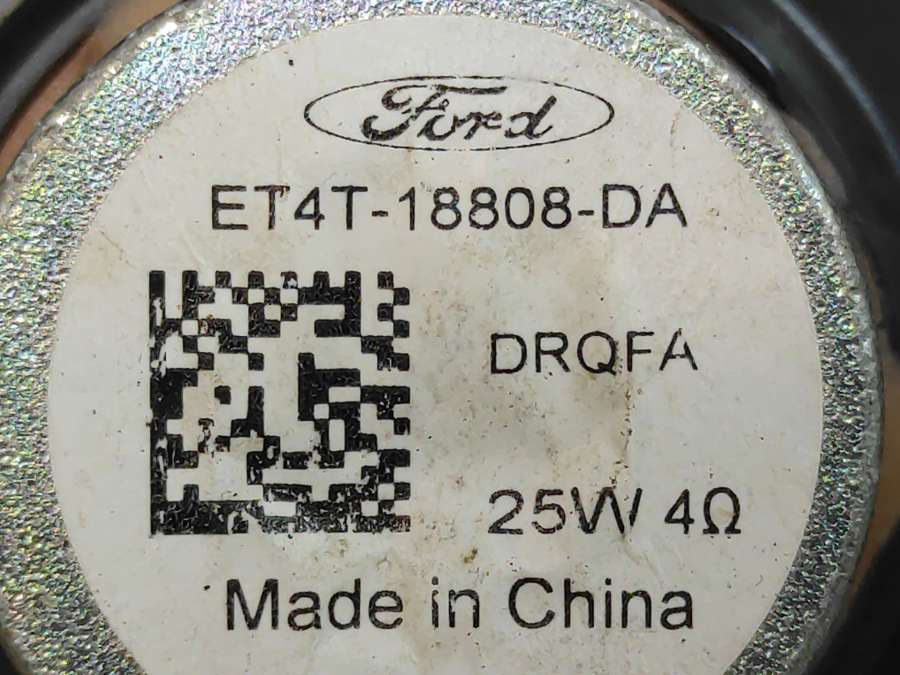 Ford
ET4T-18808-DA
DRQFA
25W 4Ω
Made in China